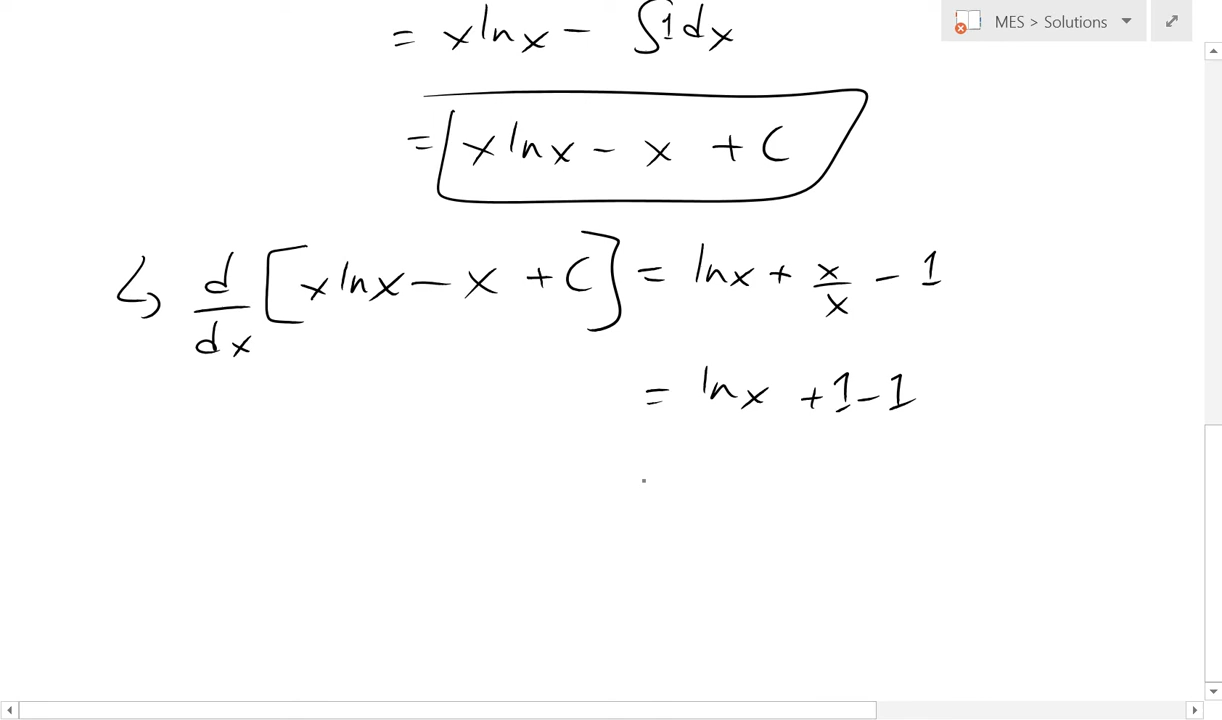 MES > Solutions
= x ln x - ∫ 1 dx
= x ln x - x + C
↳ d/dx [x ln x - x + C] = ln x + x/x - 1
= ln x + 1 - 1